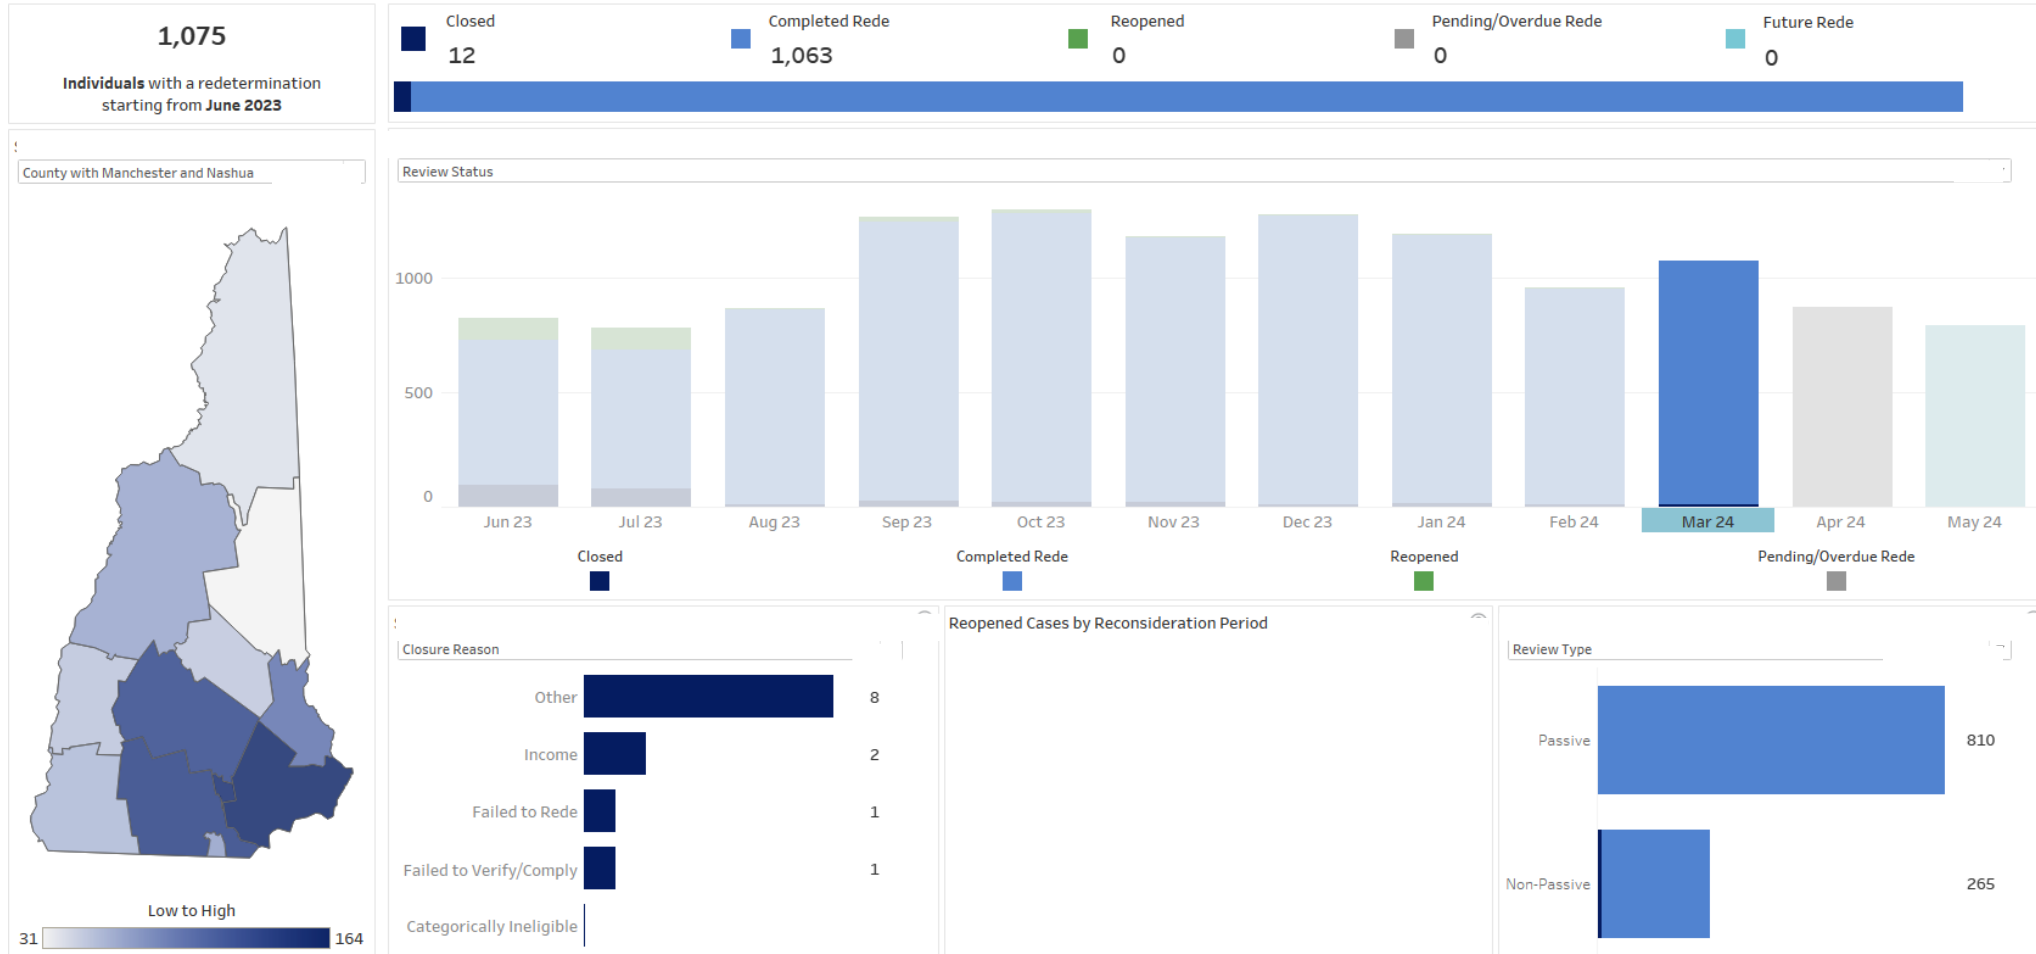 1,075
Individuals with a redetermination
starting from June 2023
Closed
12
Completed Rede
1,063
Reopened
0
Pending/Overdue Rede
0
Future Rede
0
County with Manchester and Nashua
Low to High
31
164
Review Status
1000
500
0
Jun 23
Jul 23
Aug 23
Sep 23
Oct 23
Nov 23
Dec 23
Jan 24
Feb 24
Mar 24
Apr 24
May 24
Closed
Completed Rede
Reopened
Pending/Overdue Rede
Closure Reason
Other 8
Income 2
Failed to Rede 1
Failed to Verify/Comply 1
Categorically Ineligible
Reopened Cases by Reconsideration Period
Review Type
Passive 810
Non-Passive 265